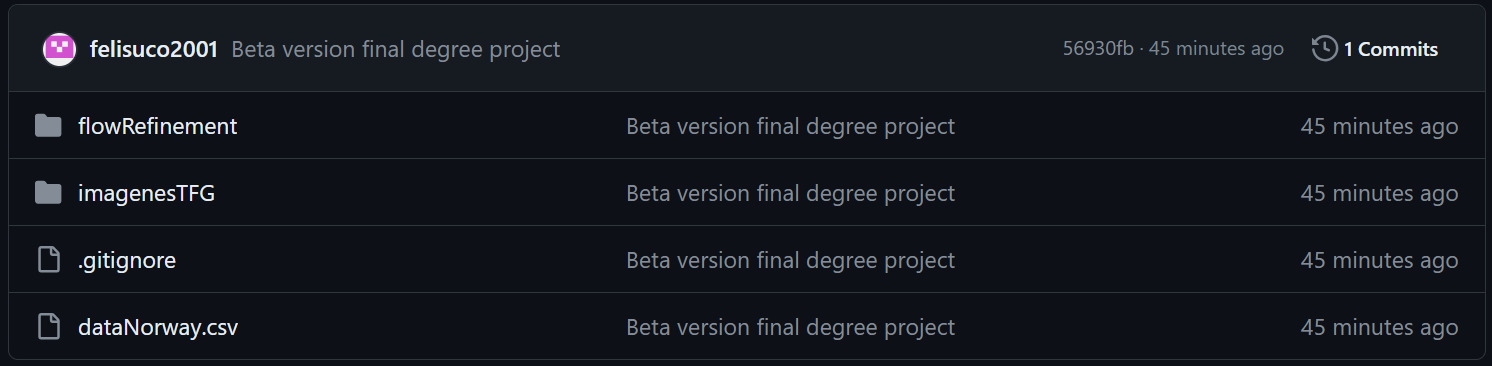 felisuco2001 Beta version final degree project 56930fb · 45 minutes ago 1 Commits
flowRefinement Beta version final degree project 45 minutes ago
imagenesTFG Beta version final degree project 45 minutes ago
.gitignore Beta version final degree project 45 minutes ago
dataNorway.csv Beta version final degree project 45 minutes ago